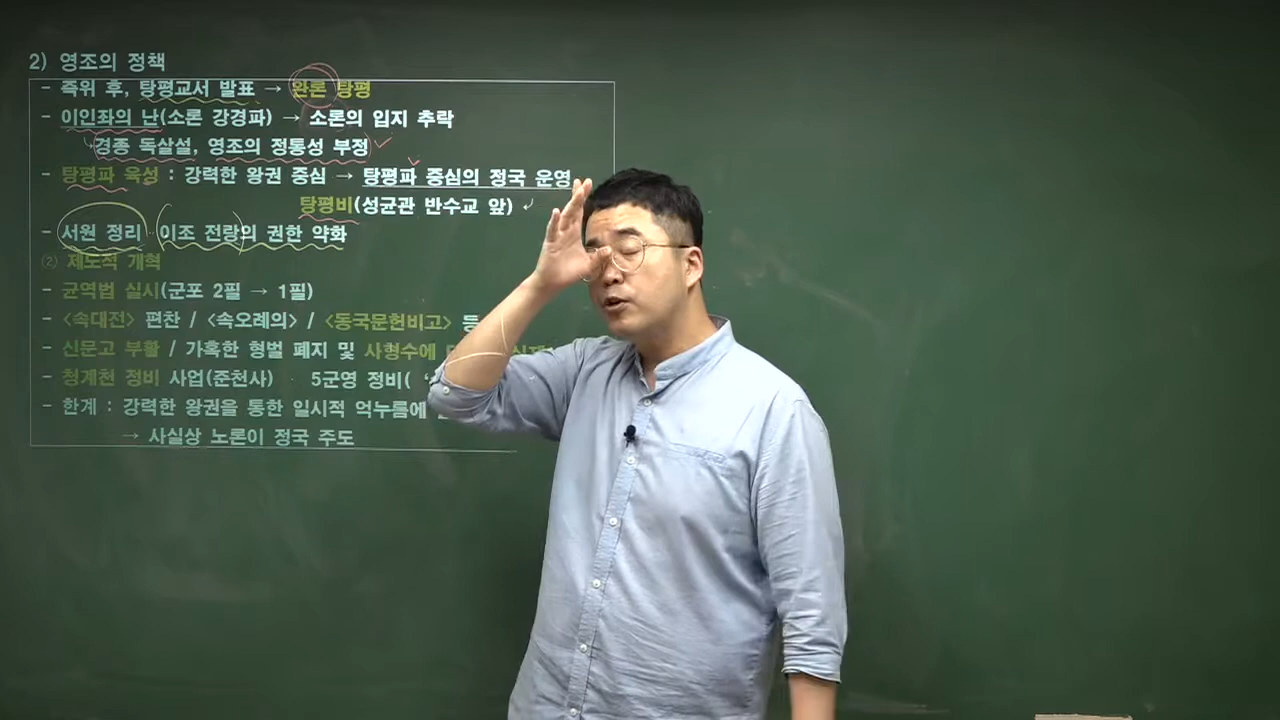 2) 영조의 정책
- 즉위 후, 탕평교서 발표 → 완론 탕평
- 이인좌의 난(소론 강경파) → 소론의 입지 추락
경종 독살설, 영조의 정통성 부정
- 탕평파 육성 : 강력한 왕권 중심 → 탕평파 중심의 정국 운영
탕평비(성균관 반수교 앞)
- 서원 정리 이조 전랑의 권한 약화
② 제도적 개혁
- 균역법 실시(군포 2필 → 1필)
- <속대전> 편찬 / <속오례의> / <동국문헌비고> 등
- 신문고 부활 / 가혹한 형벌 폐지 및 사형수에
- 청계천 정비 사업(준천사) · 5군영 정비(
- 한계 : 강력한 왕권을 통한 일시적 억누름에
→ 사실상 노론이 정국 주도